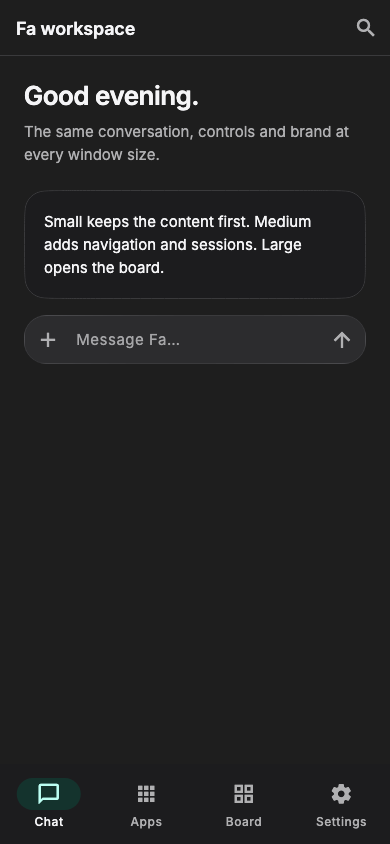 Fa workspace
Good evening.
The same conversation, controls and brand at
every window size.
Small keeps the content first. Medium
adds navigation and sessions. Large
opens the board.
Message Fa...
Chat
Apps
Board
Settings